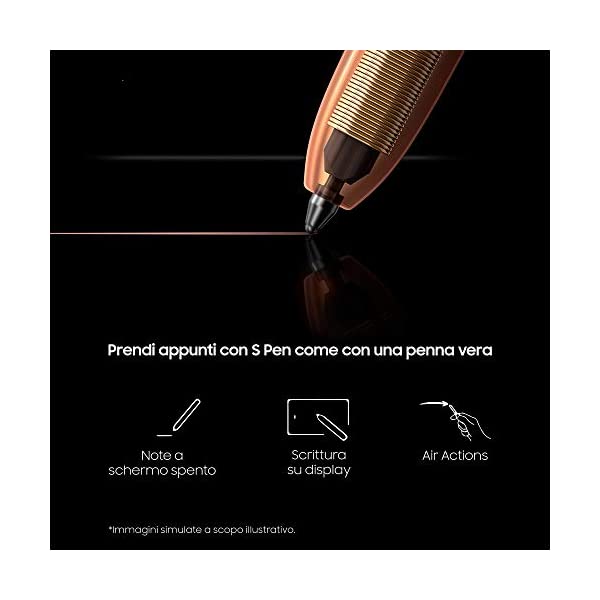 Prendi appunti con S Pen come con una penna vera
Note a
schermo spento
Scrittura
su display
Air Actions
*Immagini simulate a scopo illustrativo.